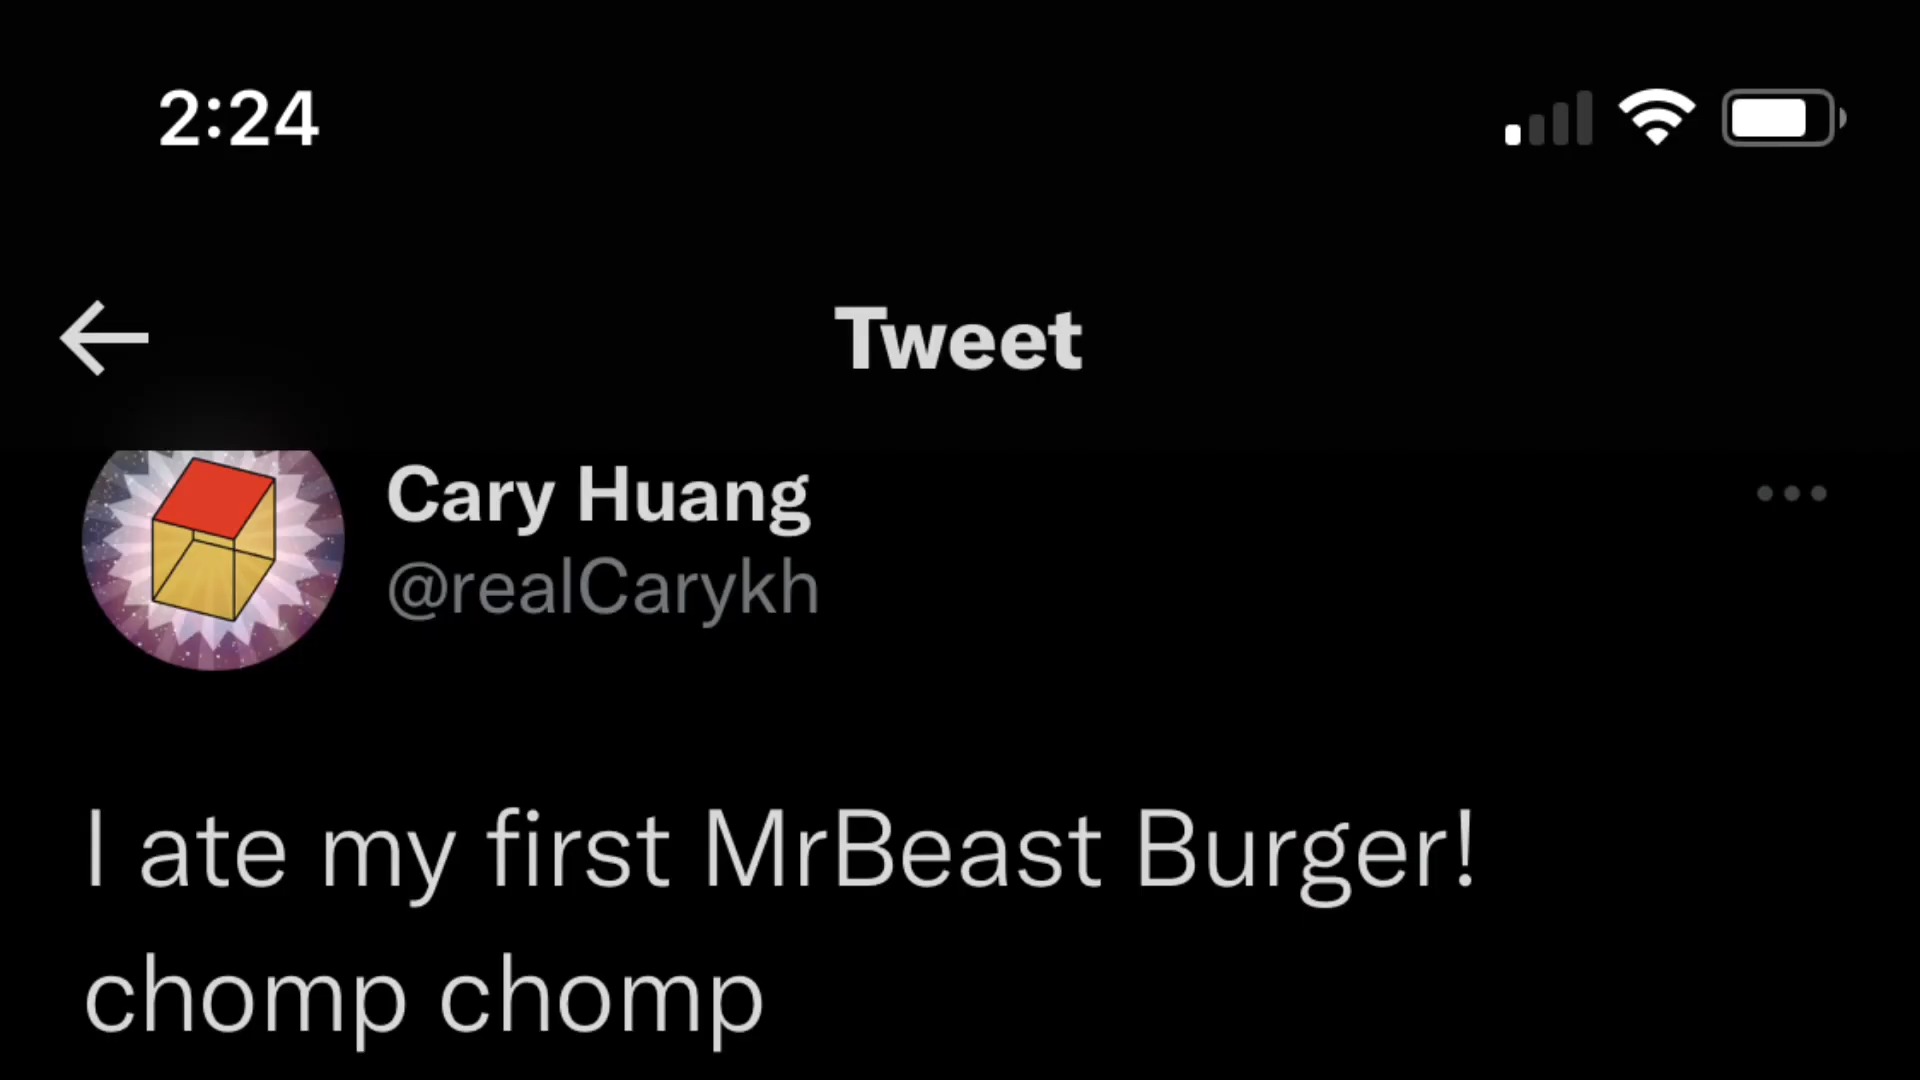 2:24
Tweet
Cary Huang
@realCarykh
I ate my first MrBeast Burger!
chomp chomp